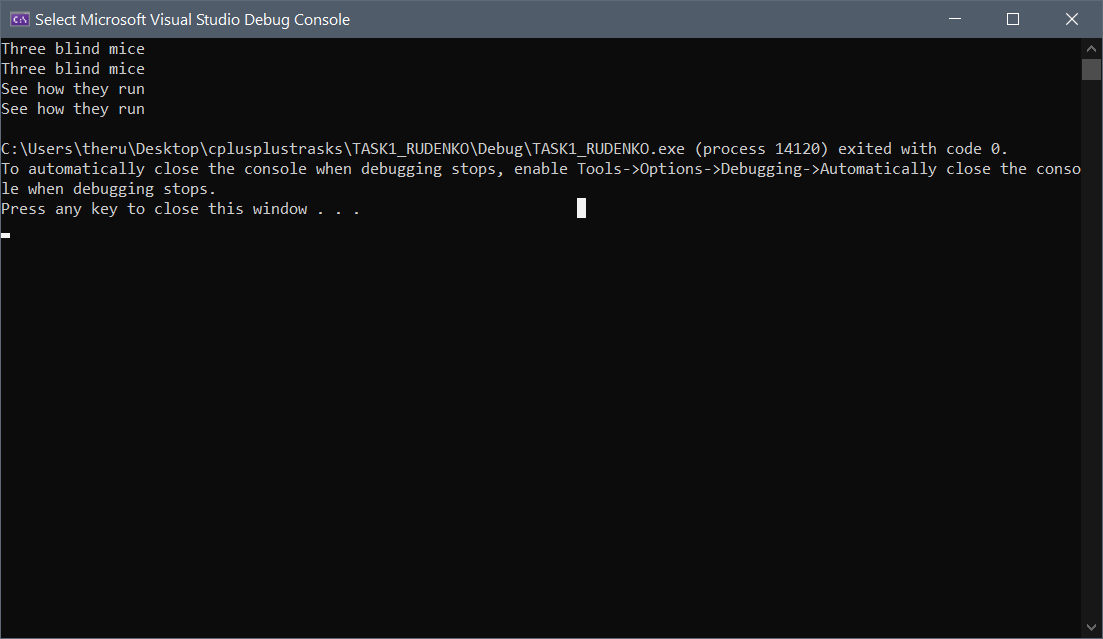 Select Microsoft Visual Studio Debug Console
Three blind mice
Three blind mice
See how they run
See how they run
C:\Users\theru\Desktop\cplusplustrasks\TASK1_RUDENKO\Debug\TASK1_RUDENKO.exe (process 14120) exited with code 0.
To automatically close the console when debugging stops, enable Tools->Options->Debugging->Automatically close the conso
le when debugging stops.
Press any key to close this window . . .